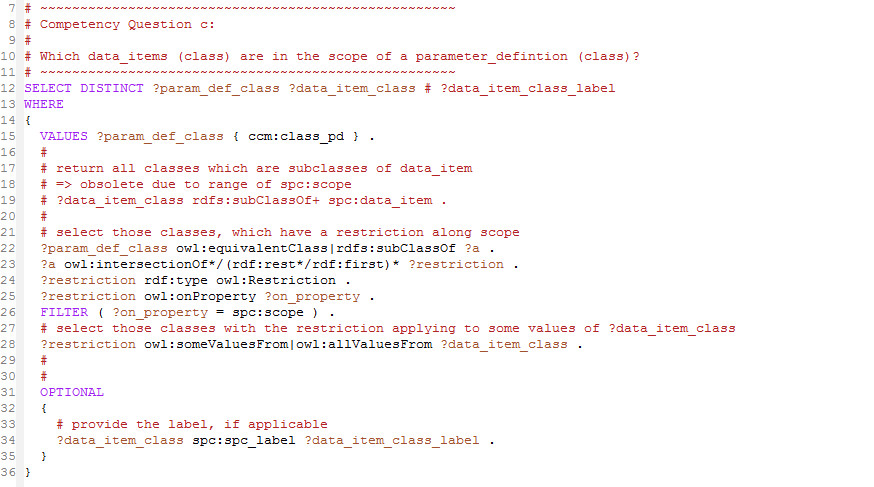 7 # ~~~~~~~~~~~~~~~~~~~~~~~~~~~~~~~~~~~~~~~~~~~~~~~~~~~~
8 # Competency Question c:
9 #
10 # Which data_items (class) are in the scope of a parameter_defintion (class)?
11 # ~~~~~~~~~~~~~~~~~~~~~~~~~~~~~~~~~~~~~~~~~~~~~~~~~~~~
12 SELECT DISTINCT ?param_def_class ?data_item_class # ?data_item_class_label
13 WHERE
14 {
15   VALUES ?param_def_class { ccm:class_pd } .
16   #
17   # return all classes which are subclasses of data_item
18   # => obsolete due to range of spc:scope
19   # ?data_item_class rdfs:subClassOf+ spc:data_item .
20   #
21   # select those classes, which have a restriction along scope
22   ?param_def_class owl:equivalentClass|rdfs:subClassOf ?a .
23   ?a owl:intersectionOf*/(rdf:rest*/rdf:first)* ?restriction .
24   ?restriction rdf:type owl:Restriction .
25   ?restriction owl:onProperty ?on_property .
26   FILTER ( ?on_property = spc:scope ) .
27   # select those classes with the restriction applying to some values of ?data_item_class
28   ?restriction owl:someValuesFrom|owl:allValuesFrom ?data_item_class .
29   #
30   #
31   OPTIONAL
32   {
33     # provide the label, if applicable
34     ?data_item_class spc:spc_label ?data_item_class_label .
35   }
36 }